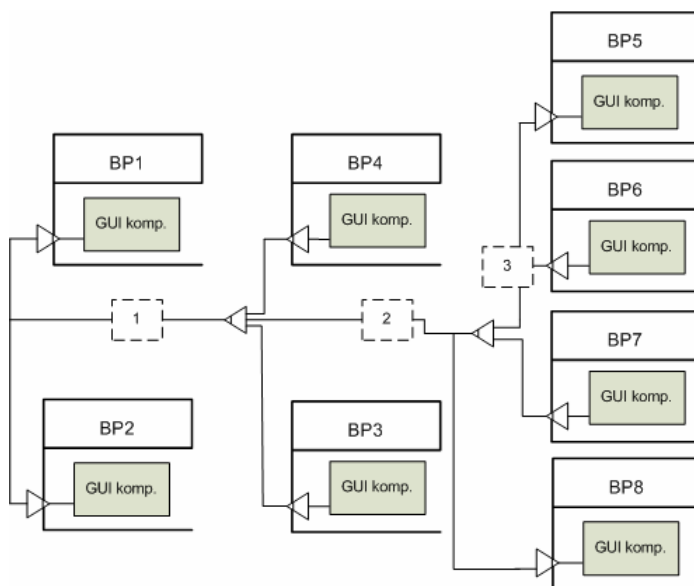 BP5
GUI komp.
BP1
GUI komp.
BP4
GUI komp.
BP6
GUI komp.
3
1
2
BP7
GUI komp.
BP2
GUI komp.
BP3
GUI komp.
BP8
GUI komp.